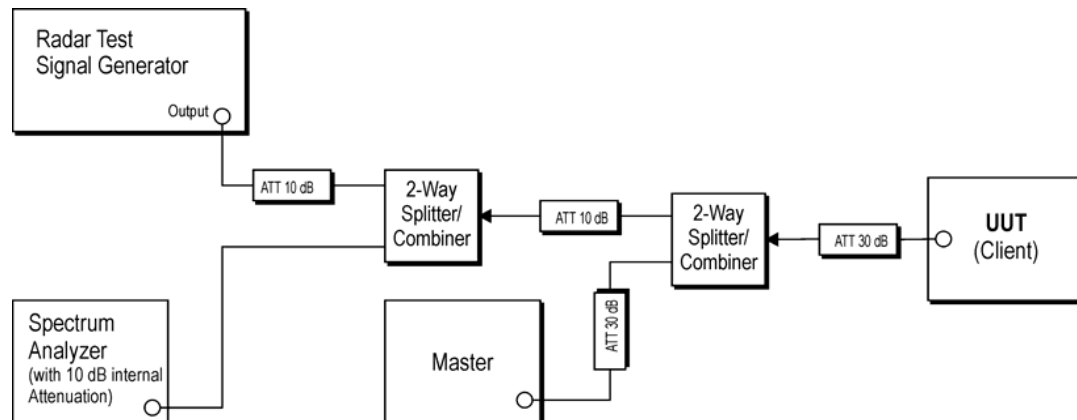 Radar Test
Signal Generator
Output
ATT 10 dB
2-Way
Splitter/
Combiner
ATT 10 dB
2-Way
Splitter/
Combiner
ATT 30 dB
UUT
(Client)
Spectrum
Analyzer
(with 10 dB internal
Attenuation)
Master
ATT 30 dB